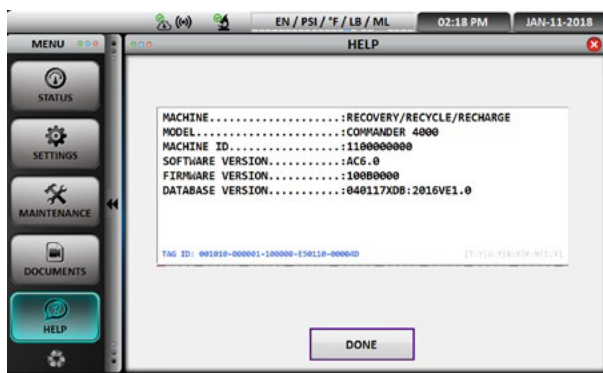 EN / PSI / °F / LB / ML
02:18 PM
JAN-11-2018
MENU
HELP
STATUS
SETTINGS
MAINTENANCE
DOCUMENTS
HELP
MACHINE.....................:RECOVERY/RECYCLE/RECHARGE
MODEL.......................:COMMANDER 4000
MACHINE ID..................:1100000000
SOFTWARE VERSION............:AC6.0
FIRMWARE VERSION............:100B0000
DATABASE VERSION............:040117XDB:2016VE1.0
TAG ID: 001010-000001-100000-E50110-00004D
DONE